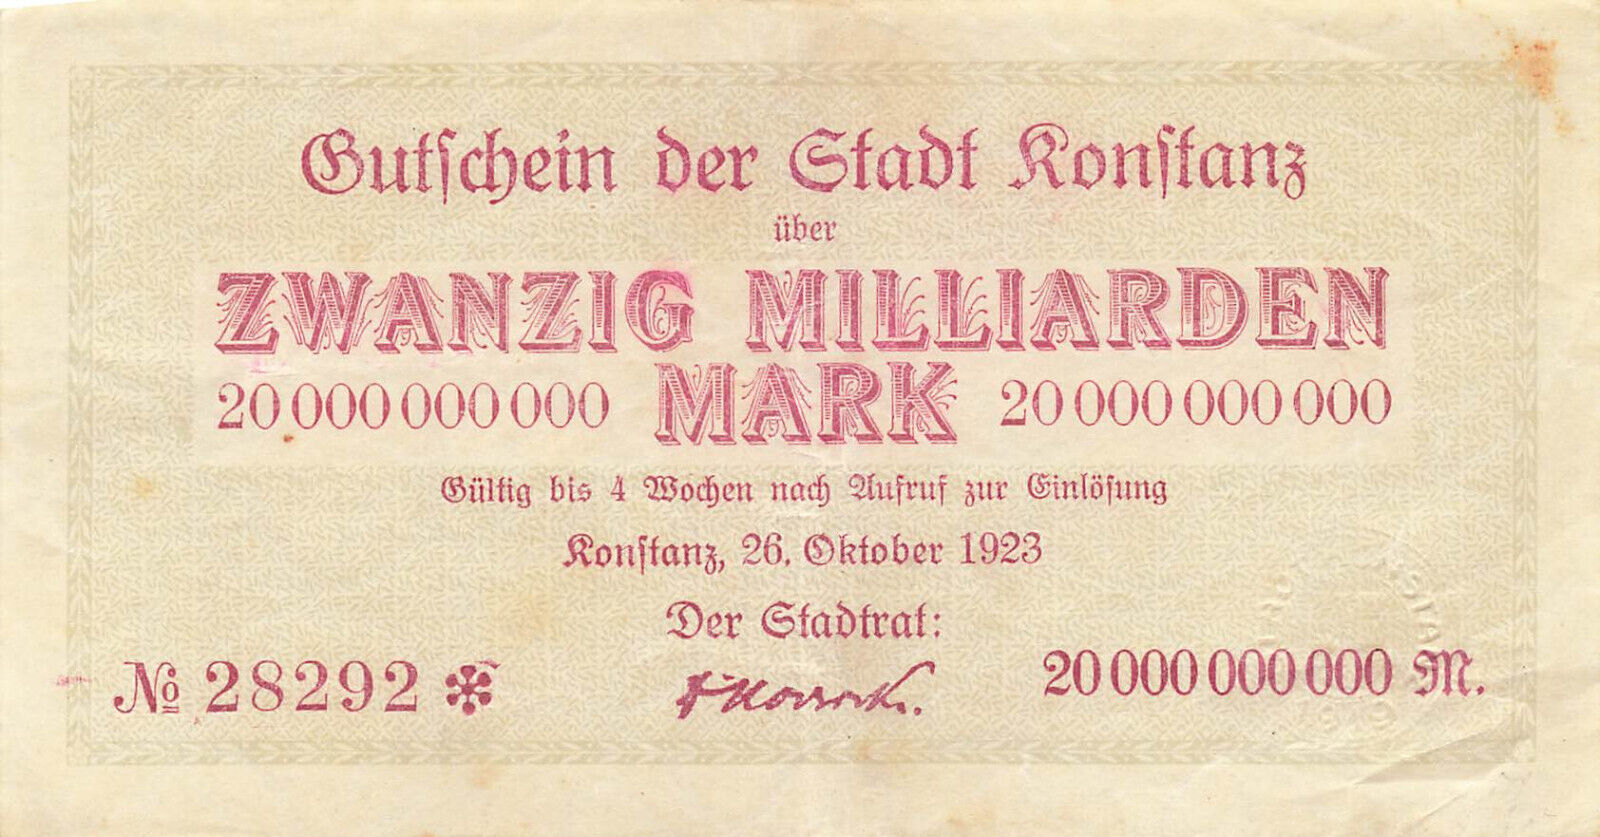 Gutschein der Stadt Konstanz
über
ZWANZIG MILLIARDEN
20 000 000 000 MARK 20 000 000 000
Gültig bis 4 Wochen nach Aufruf zur Einlösung
Konstanz, 26. Oktober 1923
Der Stadtrat:
№ 28292 ✻ 20 000 000 000 M.